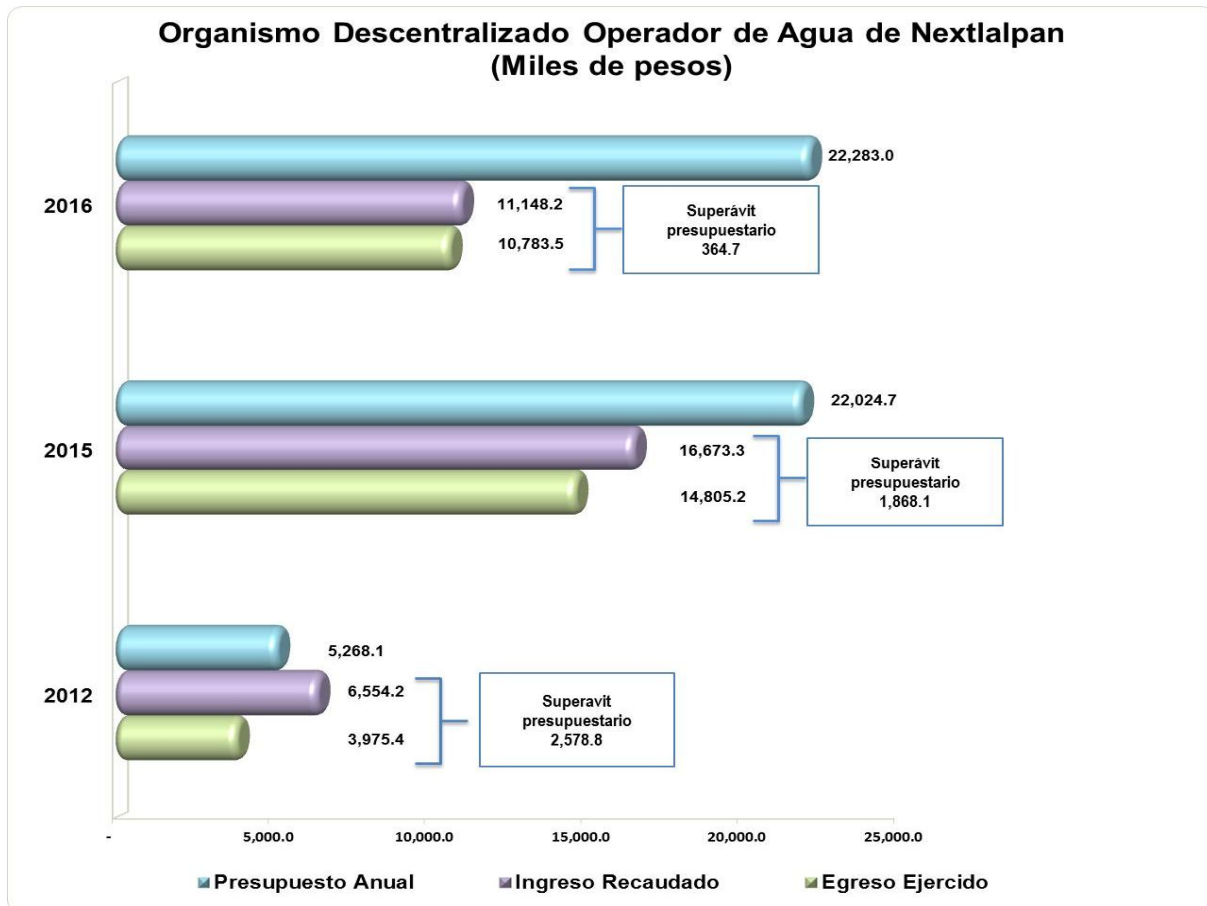 Organismo Descentralizado Operador de Agua de Nextlalpan
(Miles de pesos)
2016
22,283.0
11,148.2
10,783.5
Superávit
presupuestario
364.7
2015
22,024.7
16,673.3
14,805.2
Superávit
presupuestario
1,868.1
2012
5,268.1
6,554.2
3,975.4
Superavit
presupuestario
2,578.8
- 5,000.0 10,000.0 15,000.0 20,000.0 25,000.0
Presupuesto Anual Ingreso Recaudado Egreso Ejercido